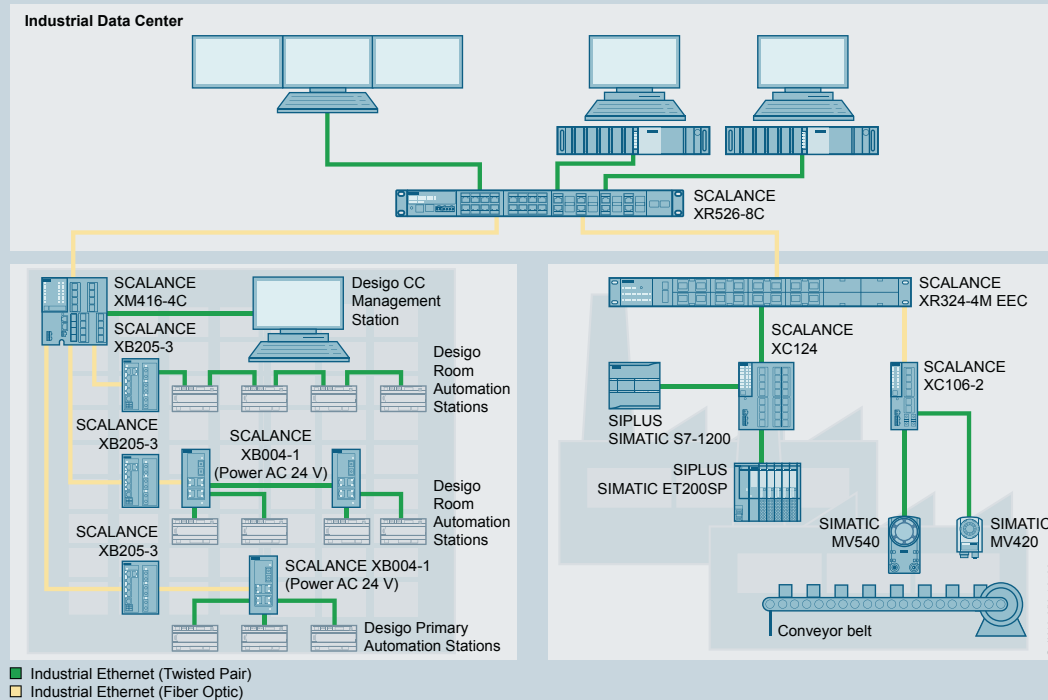 Industrial Data Center
SCALANCE
XR526-8C
SCALANCE
XM416-4C
Desigo CC
Management
Station
SCALANCE
XB205-3
Desigo
Room
Automation
Stations
SCALANCE
XB205-3
SCALANCE
XB004-1
(Power AC 24 V)
Desigo
Room
Automation
Stations
SCALANCE
XB205-3
SCALANCE XB004-1
(Power AC 24 V)
Desigo Primary
Automation Stations
SCALANCE
XR324-4M EEC
SCALANCE
XC124
SCALANCE
XC106-2
SIPLUS
SIMATIC S7-1200
SIPLUS
SIMATIC ET200SP
SIMATIC
MV540
SIMATIC
MV420
Conveyor belt
Industrial Ethernet (Twisted Pair)
Industrial Ethernet (Fiber Optic)